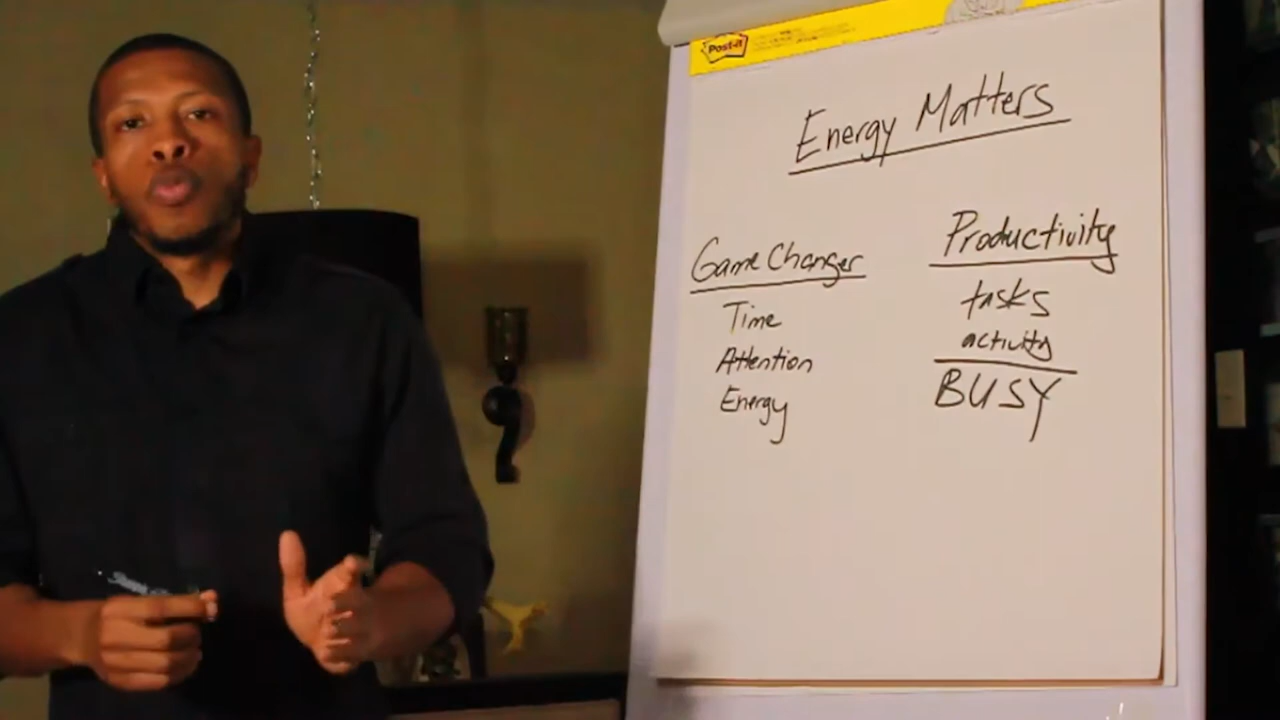 Post-it
Energy Matters
Game Changer
Time
Attention
Energy
Productivity
tasks
activity
BUSY